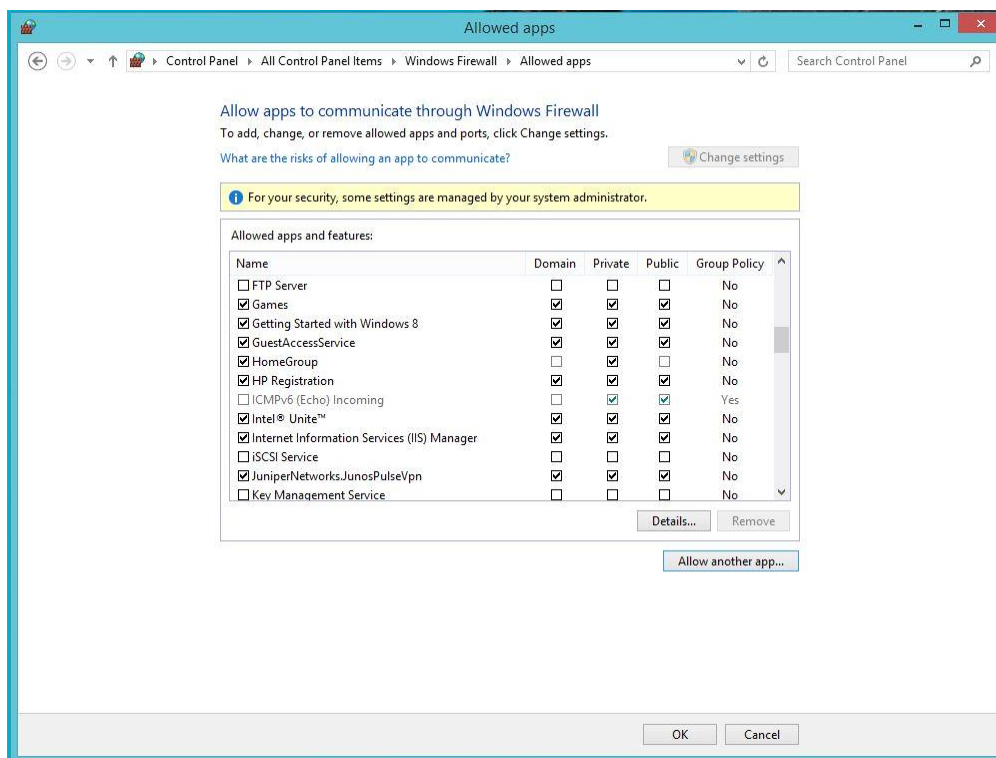 Allowed apps
Control Panel All Control Panel Items Windows Firewall Allowed apps
Search Control Panel
Allow apps to communicate through Windows Firewall
To add, change, or remove allowed apps and ports, click Change settings.
What are the risks of allowing an app to communicate?
Change settings
For your security, some settings are managed by your system administrator.
Allowed apps and features:
Name Domain Private Public Group Policy
FTP Server No
Games No
Getting Started with Windows 8 No
GuestAccessService No
HomeGroup No
HP Registration No
ICMPv6 (Echo) Incoming Yes
Intel® Unite™ No
Internet Information Services (IIS) Manager No
iSCSI Service No
JuniperNetworks.JunosPulseVpn No
Key Management Service No
Details... Remove
Allow another app...
OK Cancel